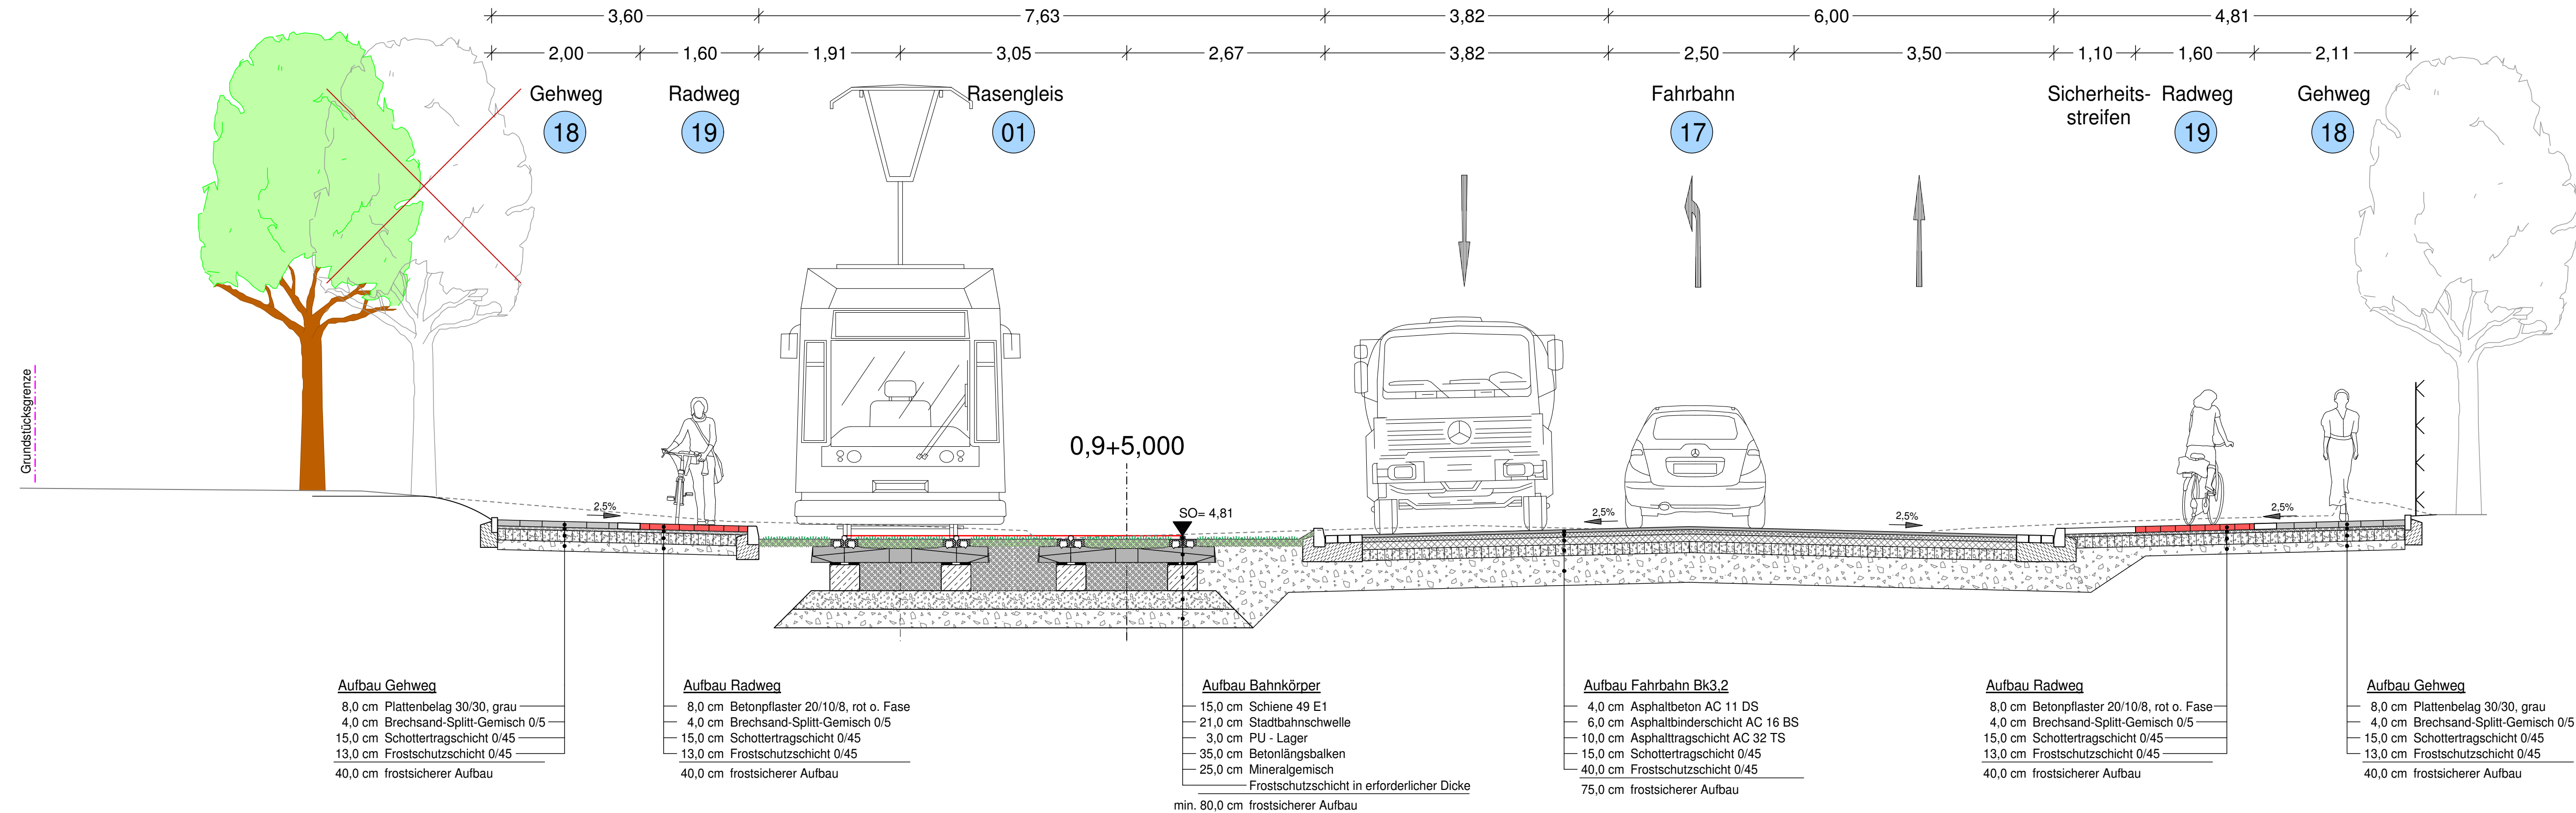 3,60 7,63 3,82 6,00 4,81
2,00 1,60 1,91 3,05 2,67 3,82 2,50 3,50 1,10 1,60 2,11
Gehweg
18
Radweg
19
Rasengleis
01
Fahrbahn
17
Sicherheits-
streifen
Radweg
19
Gehweg
18
Grundstücksgrenze
0,9+5,000
2,5%
SO= 4,81
2,5%
2,5%
2,5%
Aufbau Gehweg
8,0 cm Plattenbelag 30/30, grau
4,0 cm Brechsand-Splitt-Gemisch 0/5
15,0 cm Schottertragschicht 0/45
13,0 cm Frostschutzschicht 0/45
40,0 cm frostsicherer Aufbau
Aufbau Radweg
8,0 cm Betonpflaster 20/10/8, rot o. Fase
4,0 cm Brechsand-Splitt-Gemisch 0/5
15,0 cm Schottertragschicht 0/45
13,0 cm Frostschutzschicht 0/45
40,0 cm frostsicherer Aufbau
Aufbau Bahnkörper
15,0 cm Schiene 49 E1
21,0 cm Stadtbahnschwelle
3,0 cm PU - Lager
35,0 cm Betonlängsbalken
25,0 cm Mineralgemisch
Frostschutzschicht in erforderlicher Dicke
min. 80,0 cm frostsicherer Aufbau
Aufbau Fahrbahn Bk3,2
4,0 cm Asphaltbeton AC 11 DS
6,0 cm Asphaltbinderschicht AC 16 BS
10,0 cm Asphalttragschicht AC 32 TS
15,0 cm Schottertragschicht 0/45
40,0 cm Frostschutzschicht 0/45
75,0 cm frostsicherer Aufbau
Aufbau Radweg
8,0 cm Betonpflaster 20/10/8, rot o. Fase
4,0 cm Brechsand-Splitt-Gemisch 0/5
15,0 cm Schottertragschicht 0/45
13,0 cm Frostschutzschicht 0/45
40,0 cm frostsicherer Aufbau
Aufbau Gehweg
8,0 cm Plattenbelag 30/30, grau
4,0 cm Brechsand-Splitt-Gemisch 0/5
15,0 cm Schottertragschicht 0/45
13,0 cm Frostschutzschicht 0/45
40,0 cm frostsicherer Aufbau